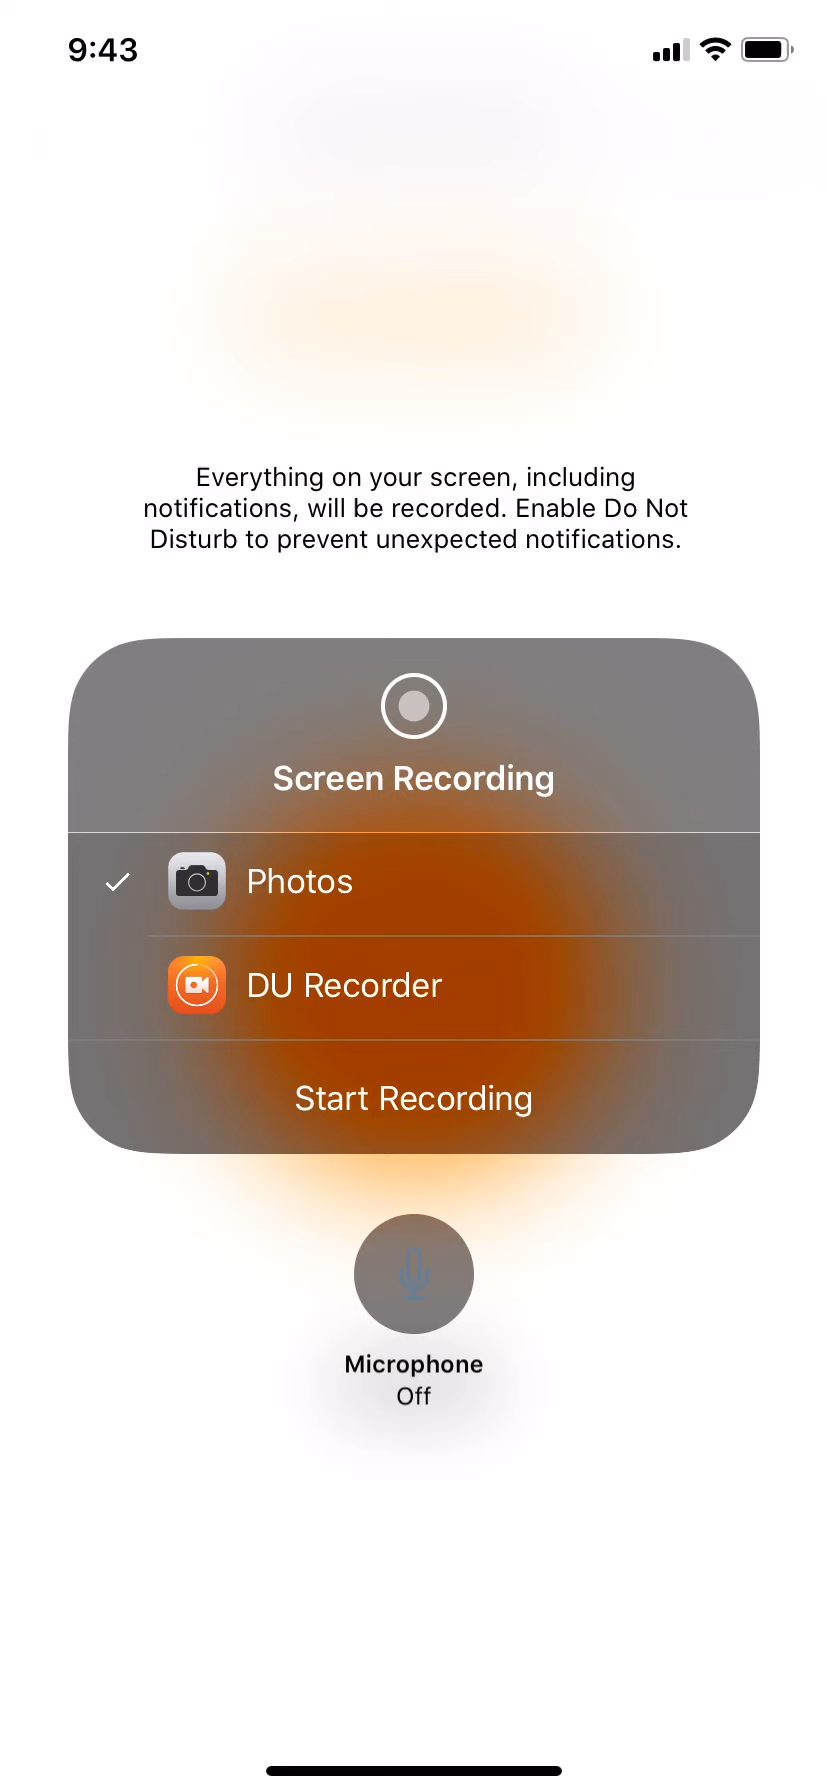 9:43
Everything on your screen, including
notifications, will be recorded. Enable Do Not
Disturb to prevent unexpected notifications.
Screen Recording
Photos
DU Recorder
Start Recording
Microphone
Off